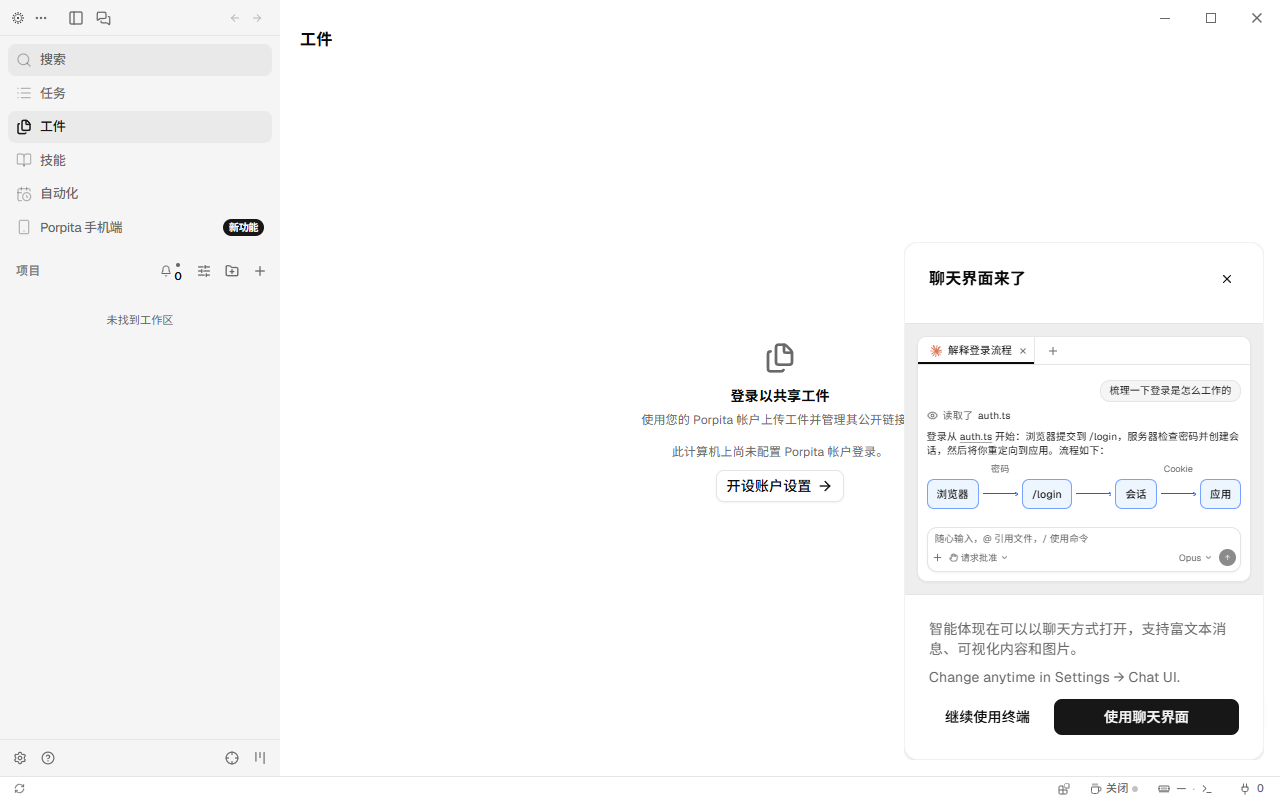 搜索
任务
工件
技能
自动化
Porpita 手机端
新功能
项目
0
未找到工作区
工件
登录以共享工件
使用您的 Porpita 帐户上传工件并管理其公开链接
此计算机上尚未配置 Porpita 帐户登录。
开设账户设置
聊天界面来了
解释登录流程
梳理一下登录是怎么工作的
读取了 auth.ts
登录从 auth.ts 开始：浏览器提交到 /login，服务器检查密码并创建会
话，然后将你重定向到应用。流程如下：
密码
Cookie
浏览器
/login
会话
应用
随心输入，@ 引用文件，/ 使用命令
请求批准
Opus
智能体现在可以以聊天方式打开，支持富文本消
息、可视化内容和图片。
Change anytime in Settings → Chat UI.
继续使用终端
使用聊天界面
关闭
0